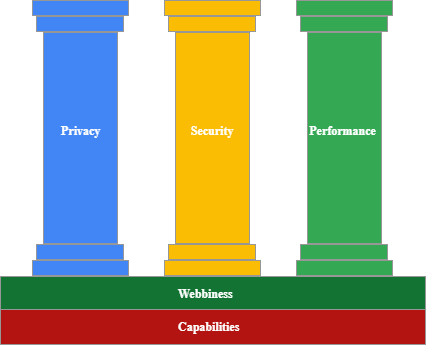 Privacy
Security
Performance
Webbiness
Capabilities